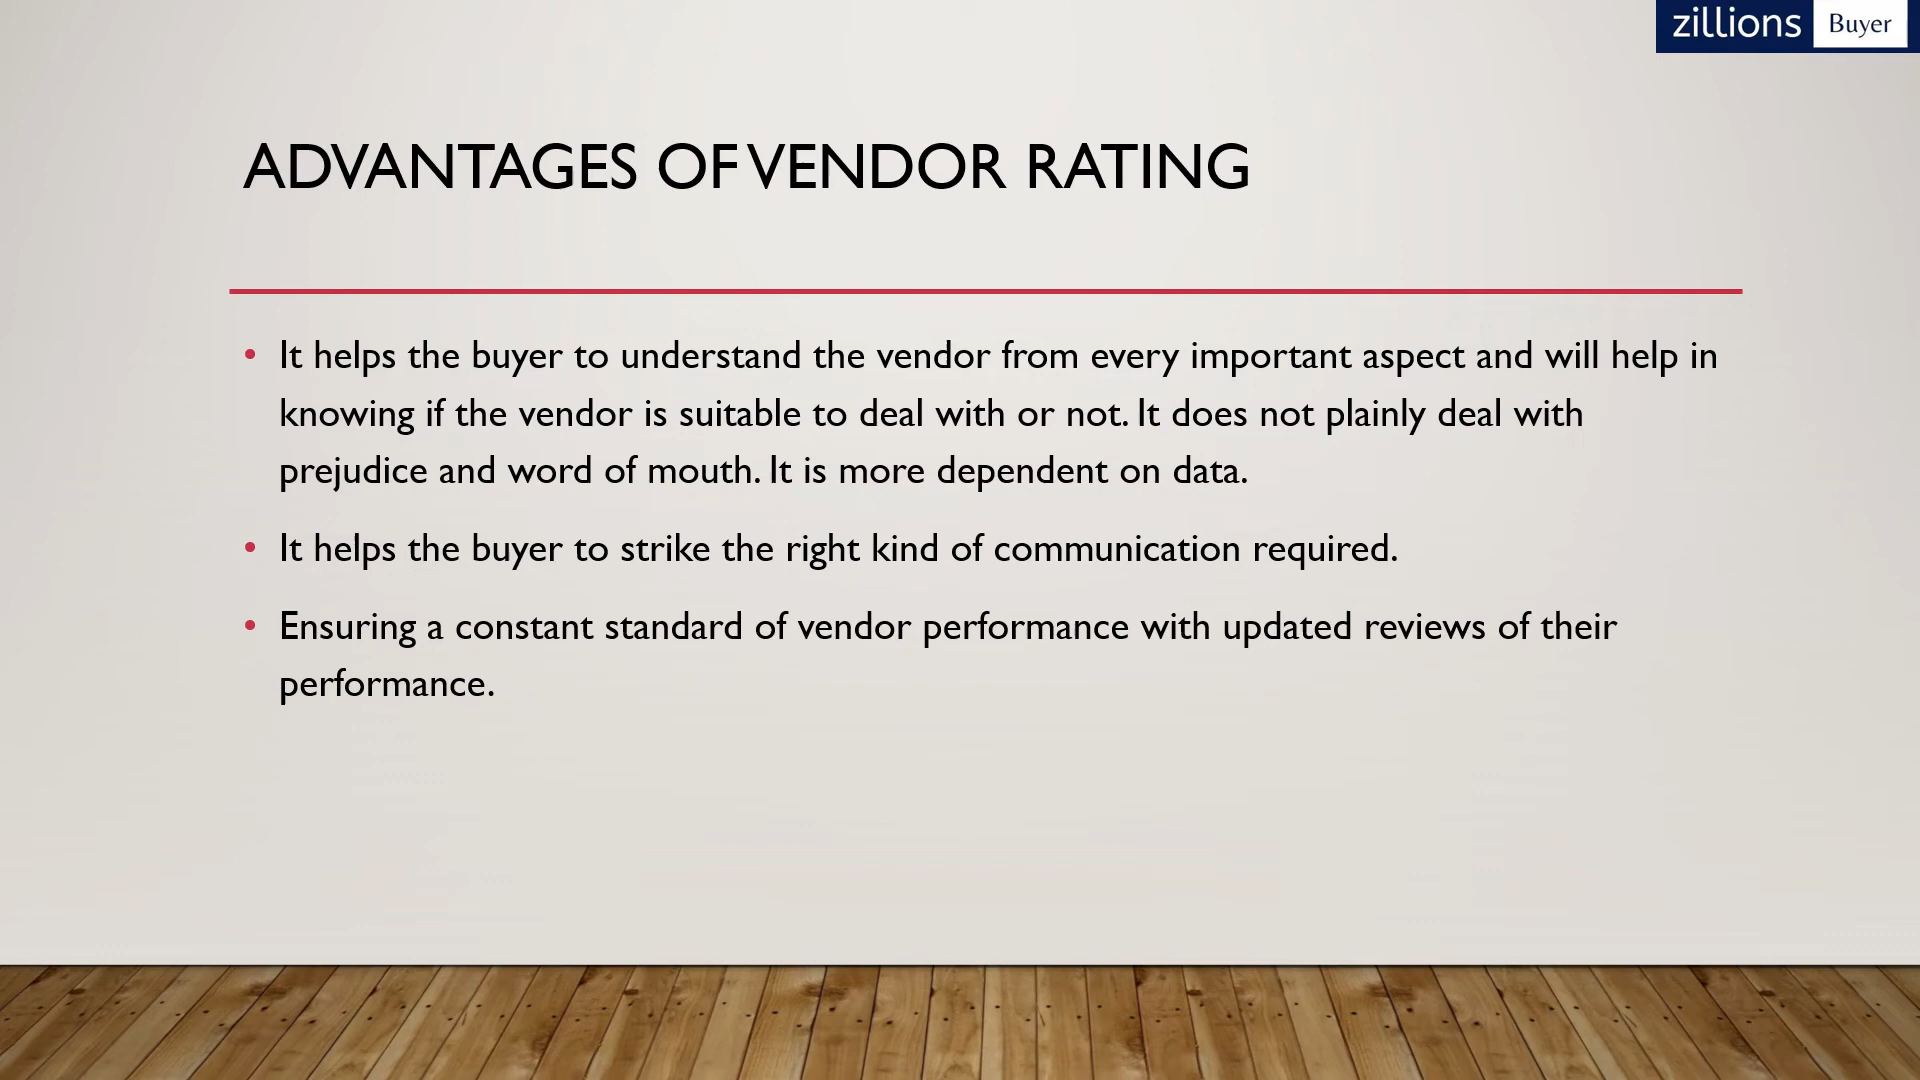 zillions Buyer
ADVANTAGES OF VENDOR RATING
• It helps the buyer to understand the vendor from every important aspect and will help in
knowing if the vendor is suitable to deal with or not. It does not plainly deal with
prejudice and word of mouth. It is more dependent on data.
• It helps the buyer to strike the right kind of communication required.
• Ensuring a constant standard of vendor performance with updated reviews of their
performance.